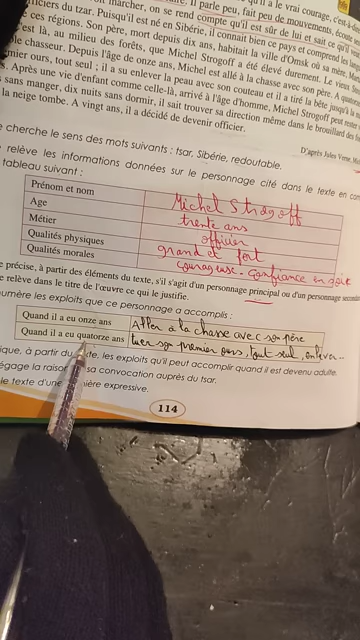 marcher, on se rend compte qu'il est sûr de lui et sait ce qu'il
ciers du tzar. Puisqu'il est né en Sibérie, il connaît bien ce pays et comprend les
ces régions. Son père, mort depuis dix ans, habitait la ville d'Omsk où sa mère,
est là, au milieu des forêts, que Michel Strogoff a été élevé durement. Le vieux
le chasseur. Depuis l'âge de onze ans, Michel est allé à la chasse avec son père. A
mier ours, tout seul ; il a su enlever la peau avec son couteau et il a tiré la bête jusqu'à
. Après une vie d'enfant comme celle-là, arrivé à l'âge d'homme, Michel Strogoff peut rester
sans manger, dix nuits sans dormir, il sait trouver sa direction même dans le brouillard
la neige tombe. A vingt ans, il a décidé de devenir officier.
D'après Jules Verne,
e cherche le sens des mots suivants : tsar, Sibérie, redoutable.
relève les informations données sur le personnage cité dans le texte en
tableau suivant :
Prénom et nom Michel Strogoff
Age trente ans
Métier officier
Qualités physiques grand et fort
Qualités morales courageuse - Confiance en
e précise, à partir des éléments du texte, s'il s'agit d'un personnage principal ou d'un personnage
e relève dans le titre de l'œuvre ce qui le justifie.
numère les exploits que ce personnage a accomplis :
Quand il a eu onze ans Aller a la chasse avec son père
Quand il a eu quatorze ans tuer son premier ours, tout seul, enlever...
ique, à partir du texte, les exploits qu'il peut accomplir quand il est devenu adulte.
égage la raison sa convocation auprès du tsar.
le texte d'une manière expressive.
114